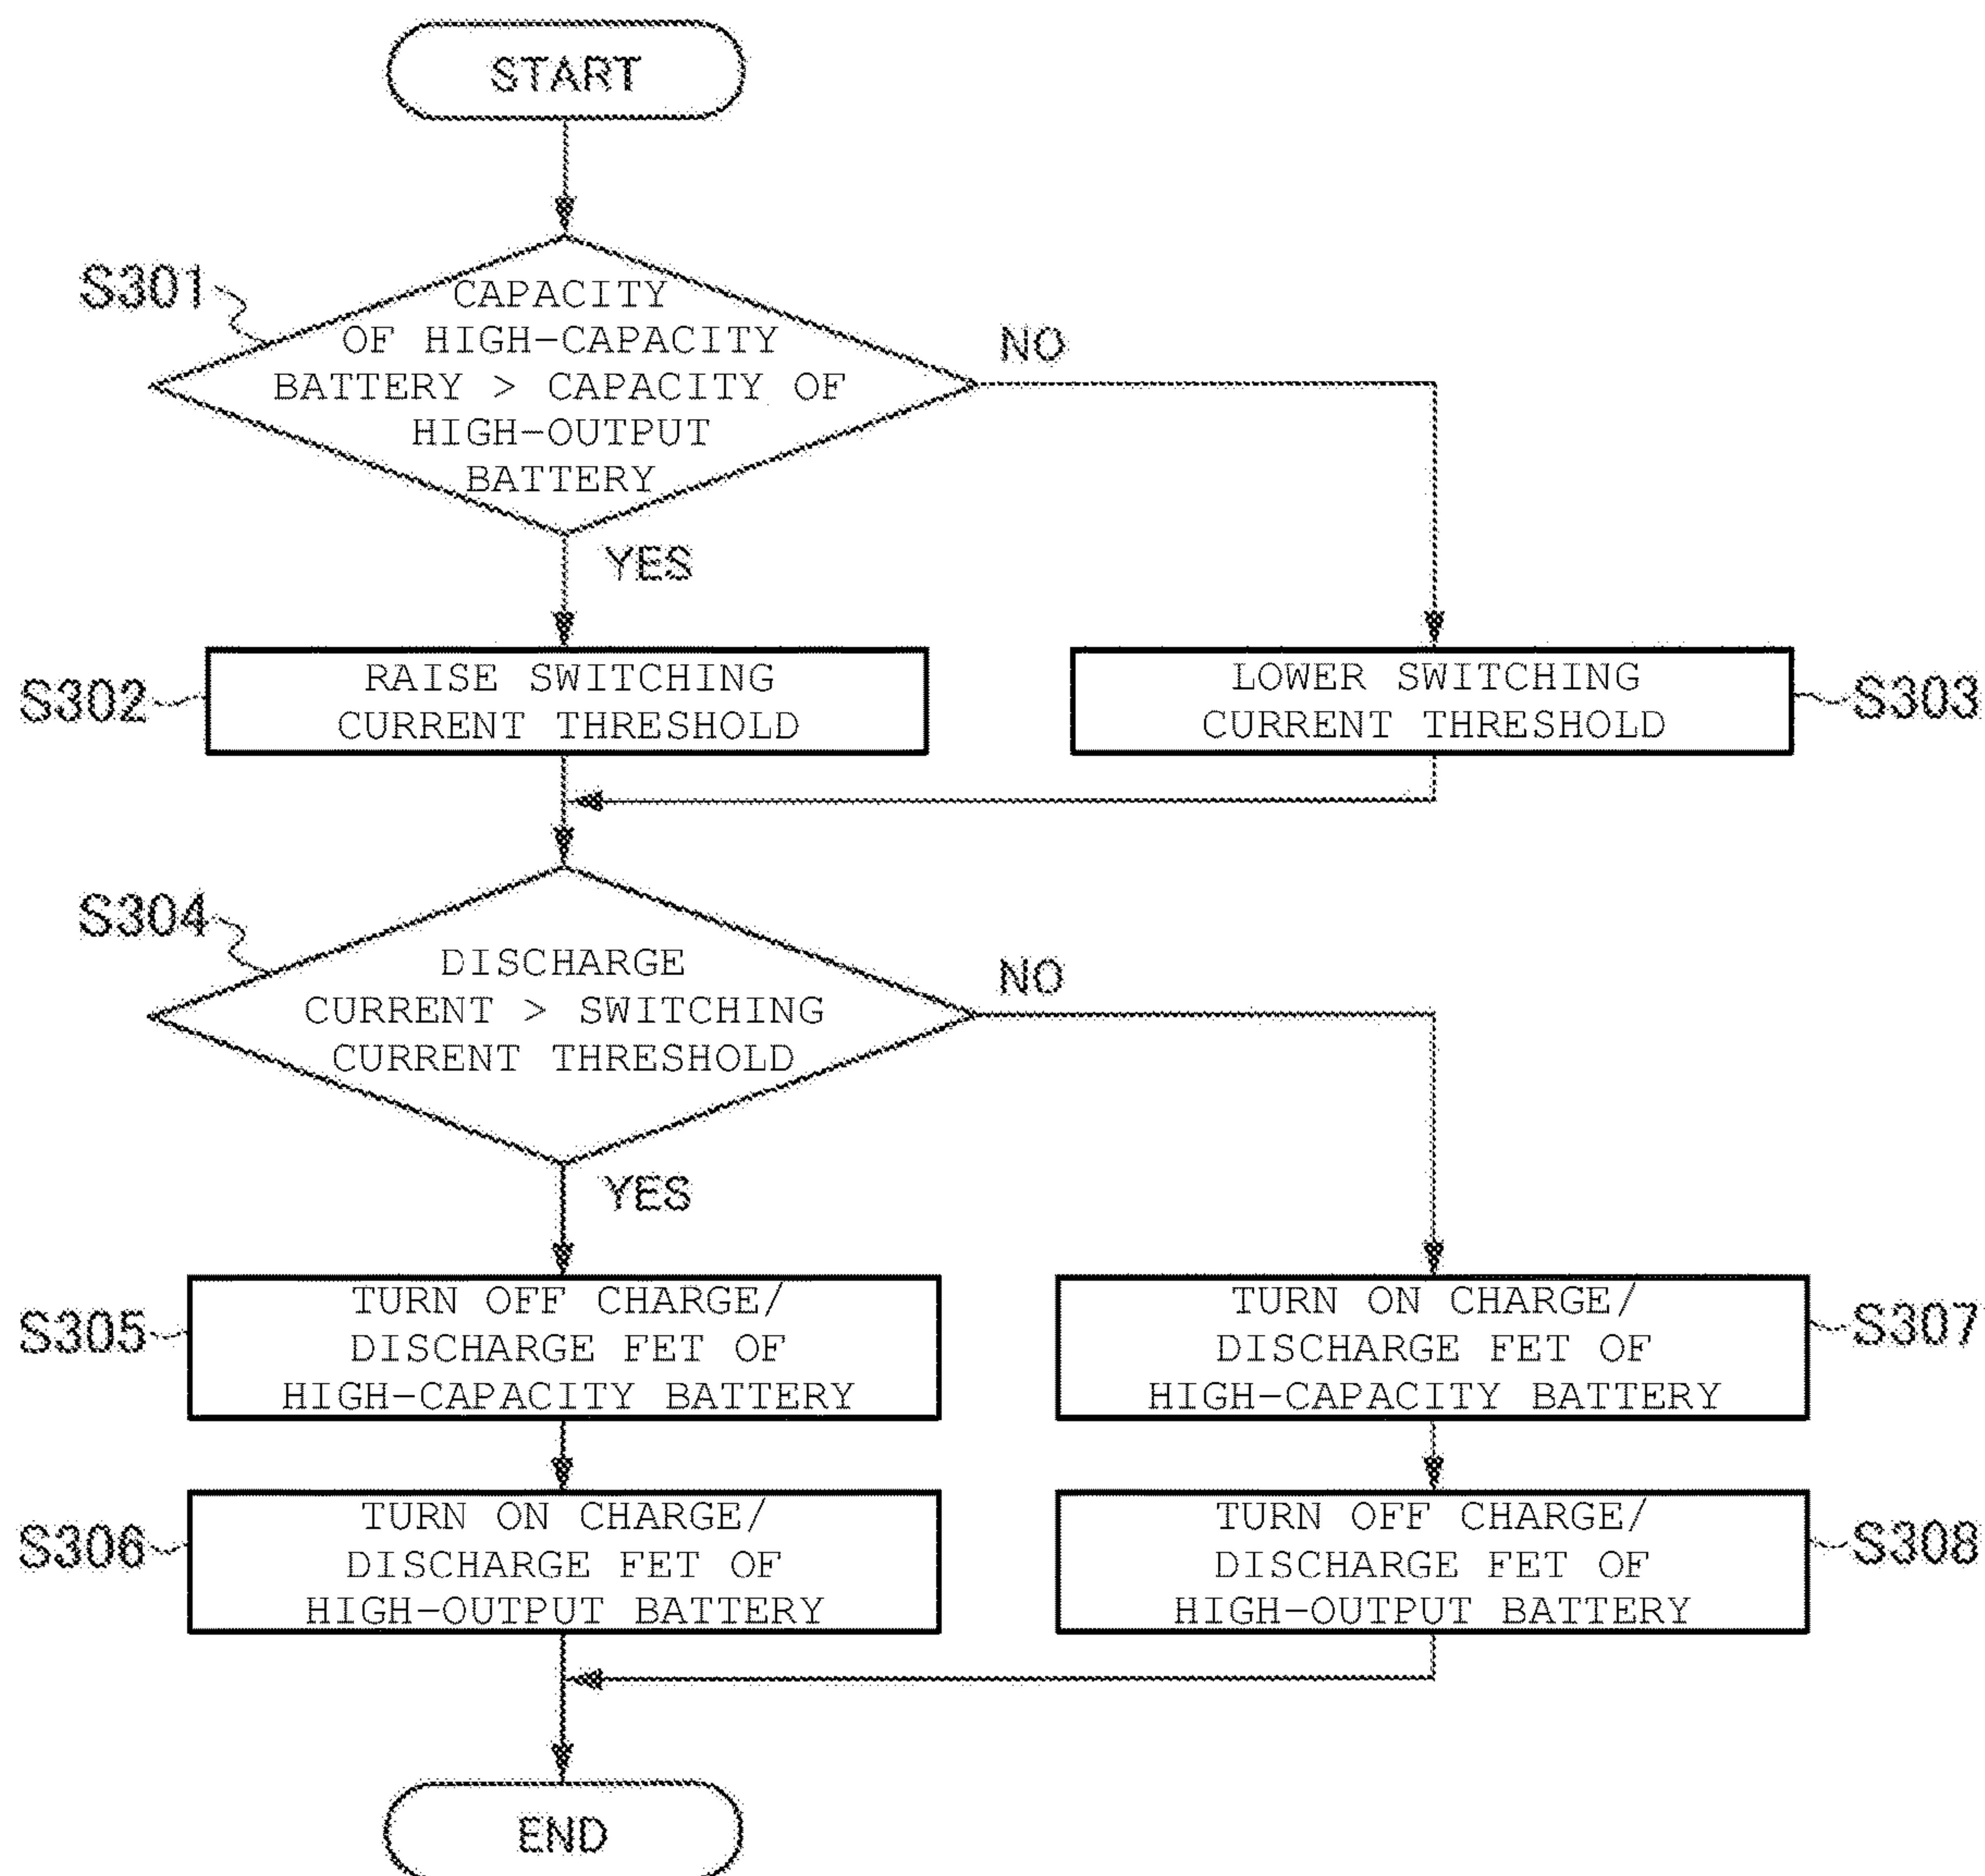 START
S301
CAPACITY
OF HIGH-CAPACITY
BATTERY > CAPACITY OF
HIGH-OUTPUT
BATTERY
NO
YES
S302
RAISE SWITCHING
CURRENT THRESHOLD
LOWER SWITCHING
CURRENT THRESHOLD
S303
S304
DISCHARGE
CURRENT > SWITCHING
CURRENT THRESHOLD
NO
YES
S305
TURN OFF CHARGE/
DISCHARGE FET OF
HIGH-CAPACITY BATTERY
TURN ON CHARGE/
DISCHARGE FET OF
HIGH-CAPACITY BATTERY
S307
S306
TURN ON CHARGE/
DISCHARGE FET OF
HIGH-OUTPUT BATTERY
TURN OFF CHARGE/
DISCHARGE FET OF
HIGH-OUTPUT BATTERY
S308
END